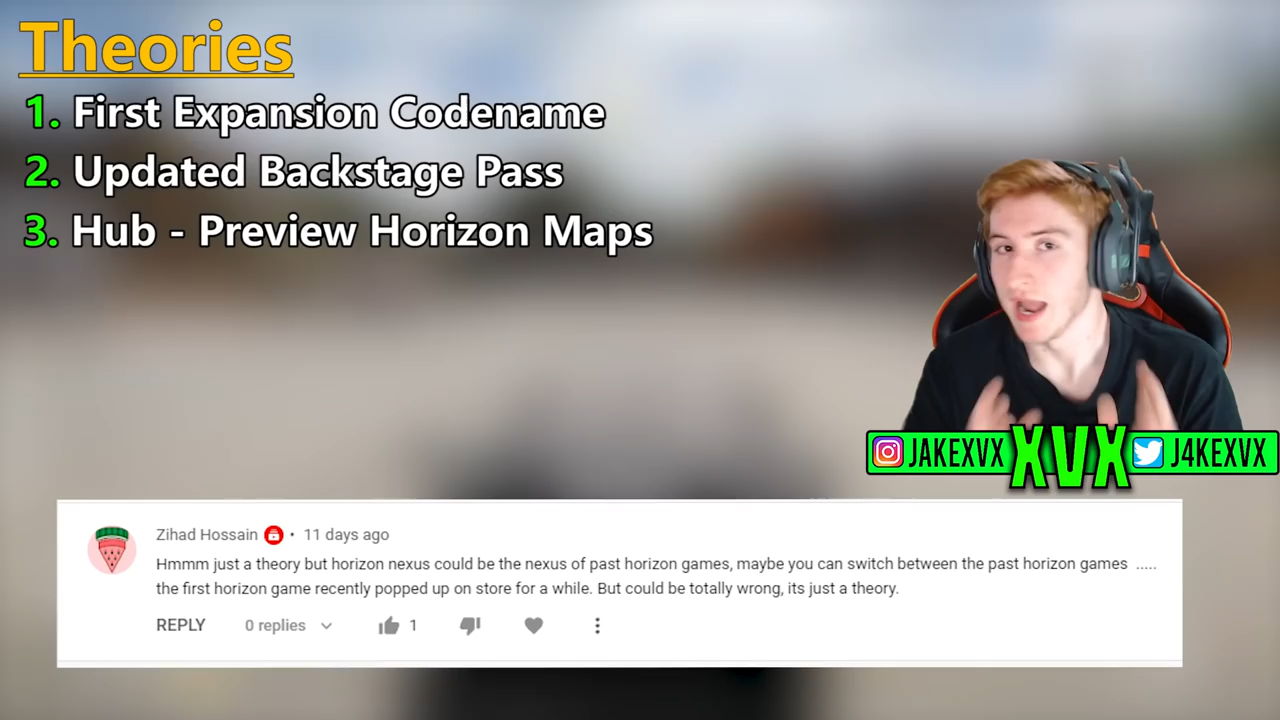 Theories
1. First Expansion Codename
2. Updated Backstage Pass
3. Hub - Preview Horizon Maps
JAKEXVX XVX J4KEXVX
Zihad Hossain • 11 days ago
Hmmm just a theory but horizon nexus could be the nexus of past horizon games, maybe you can switch between the past horizon games .....
the first horizon game recently popped up on store for a while. But could be totally wrong, its just a theory.
REPLY 0 replies 1